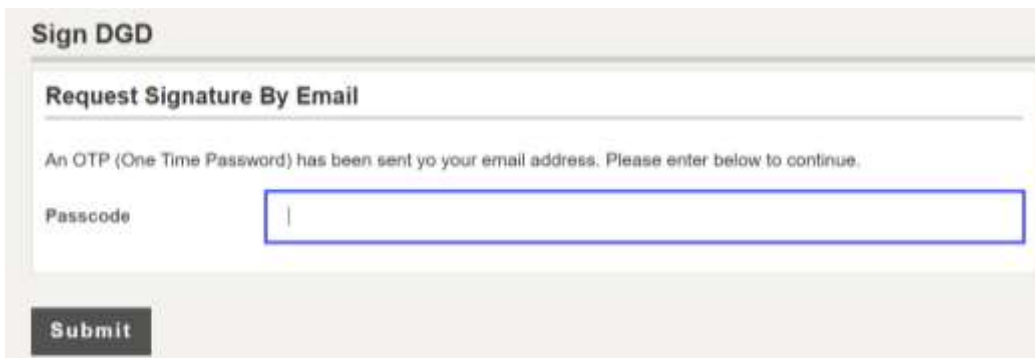 Sign DGD
Request Signature By Email
An OTP (One Time Password) has been sent yo your email address. Please enter below to continue.
Passcode
Submit